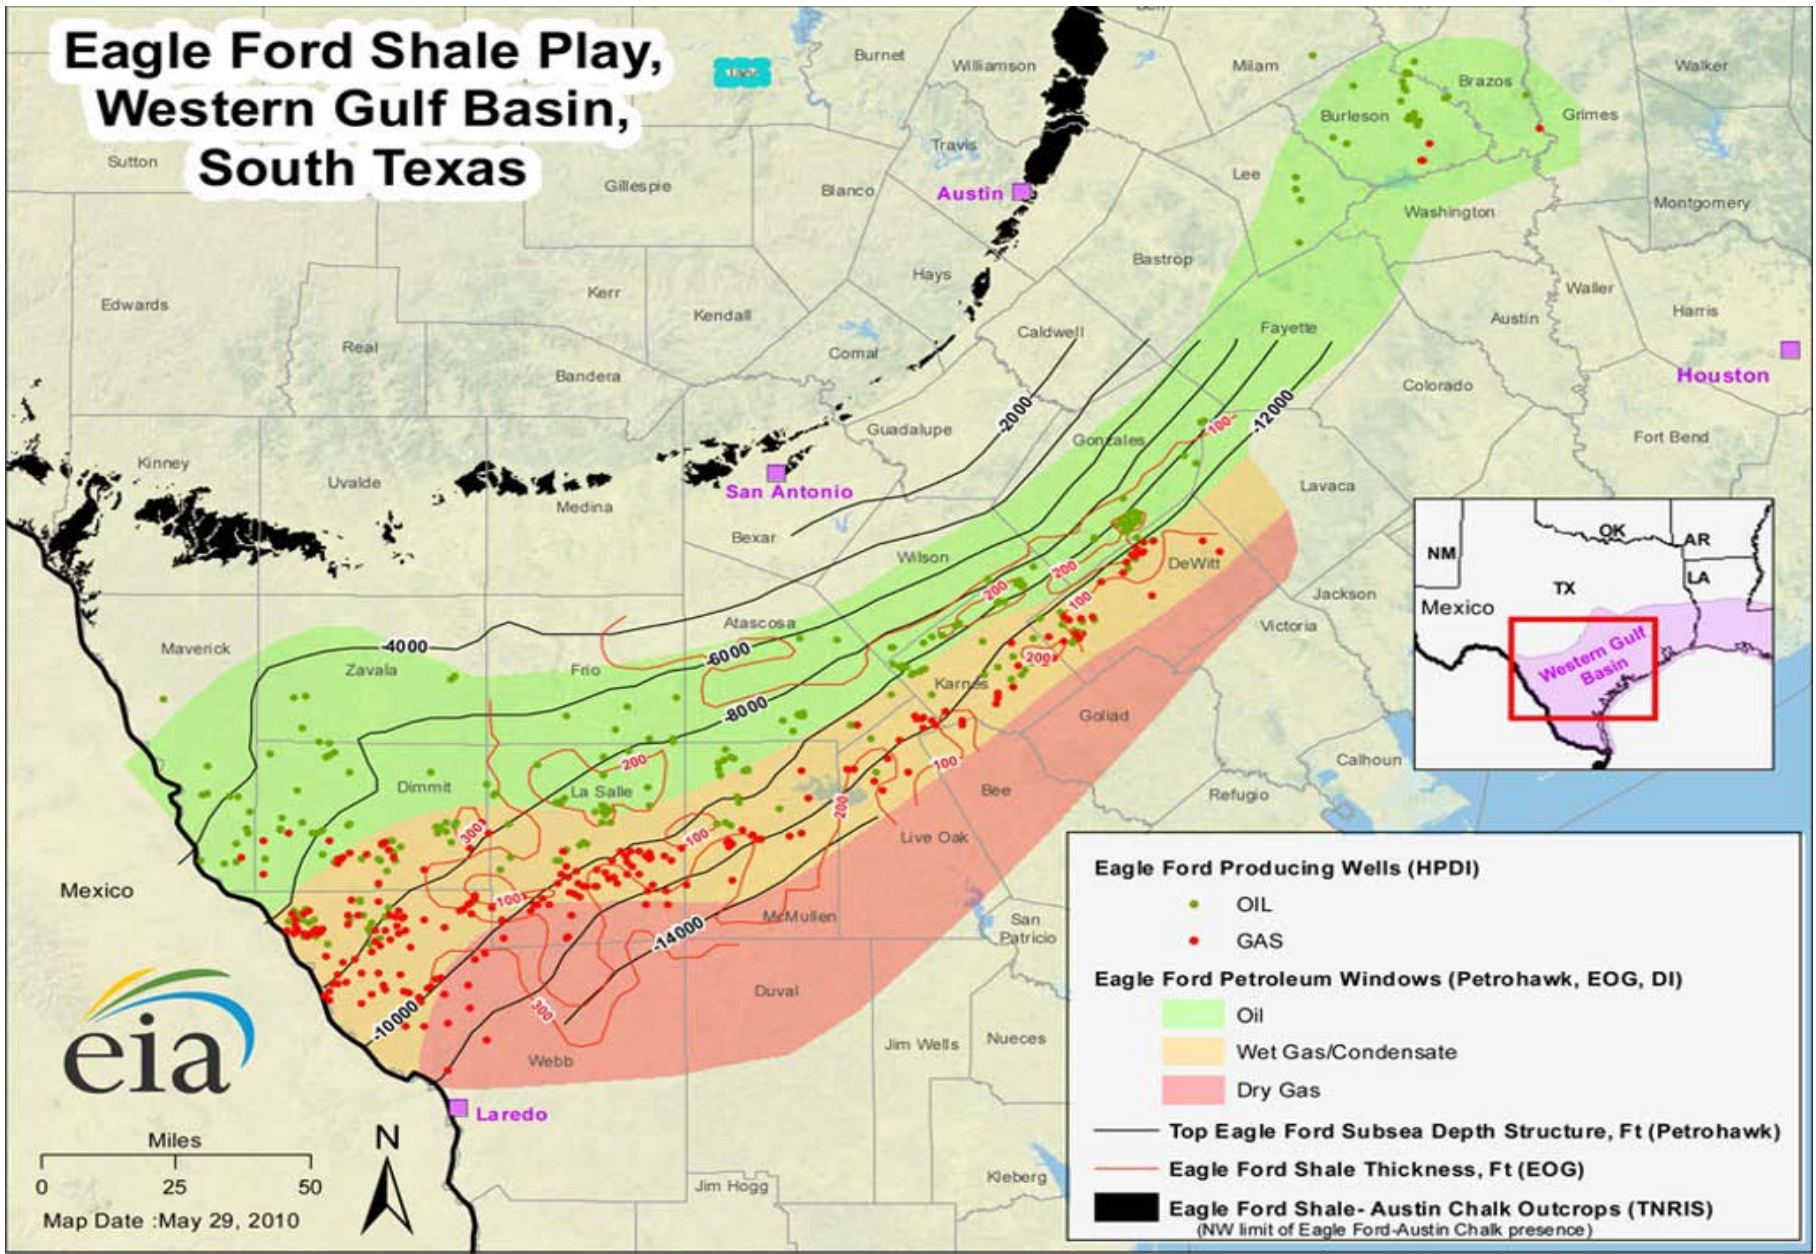 Eagle Ford Shale Play,
Western Gulf Basin,
South Texas
Burnet
Williamson
Milam
Brazos
Walker
Burleson
Grimes
Sutton
Gillespie
Blanco
Travis
Austin
Lee
Washington
Montgomery
Edwards
Kerr
Kendall
Hays
Bastrop
Waller
Harris
Real
Bandera
Comal
Caldwell
Fayette
Austin
Houston
Colorado
Fort Bend
Kinney
Uvalde
Medina
San Antonio
Guadalupe
-2000
Gonzales
100
-12000
Lavaca
Bexar
Wilson
200
200
DeWitt
100
Jackson
Maverick
-4000
Zavala
Frio
Atascosa
-6000
-8000
Karnes
200
Victoria
Goliad
Dimmit
La Salle
200
300
100
100
200
100
Bee
Live Oak
Refugio
Calhoun
McMullen
San
Patricio
-14000
-10000
300
Duval
Webb
Jim Wells
Nueces
Laredo
Jim Hogg
Kleberg
Mexico
eia
Miles
0 25 50
N
Map Date :May 29, 2010
NM
OK
AR
TX
LA
Mexico
Western Gulf
Basin
Eagle Ford Producing Wells (HPDI)
OIL
GAS
Eagle Ford Petroleum Windows (Petrohawk, EOG, DI)
Oil
Wet Gas/Condensate
Dry Gas
Top Eagle Ford Subsea Depth Structure, Ft (Petrohawk)
Eagle Ford Shale Thickness, Ft (EOG)
Eagle Ford Shale- Austin Chalk Outcrops (TNRIS)
(NW limit of Eagle Ford-Austin Chalk presence)